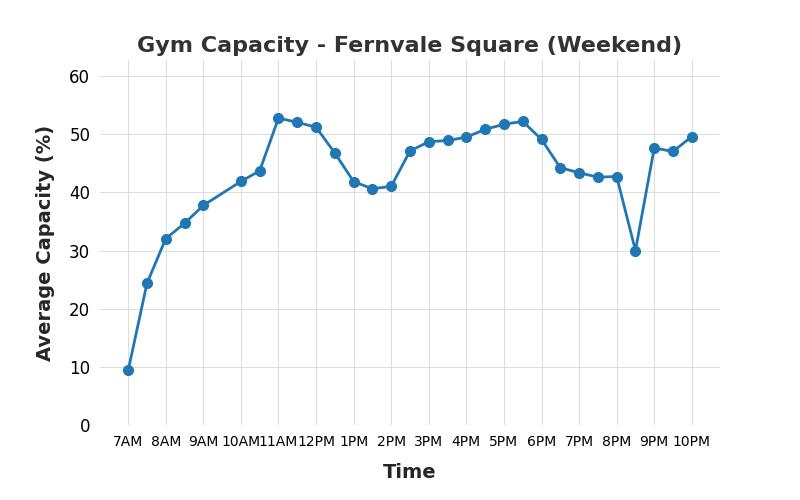 Gym Capacity - Fernvale Square (Weekend)
Average Capacity (%)
60
50
40
30
20
10
0
7AM 8AM 9AM 10AM 11AM 12PM 1PM 2PM 3PM 4PM 5PM 6PM 7PM 8PM 9PM 10PM
Time